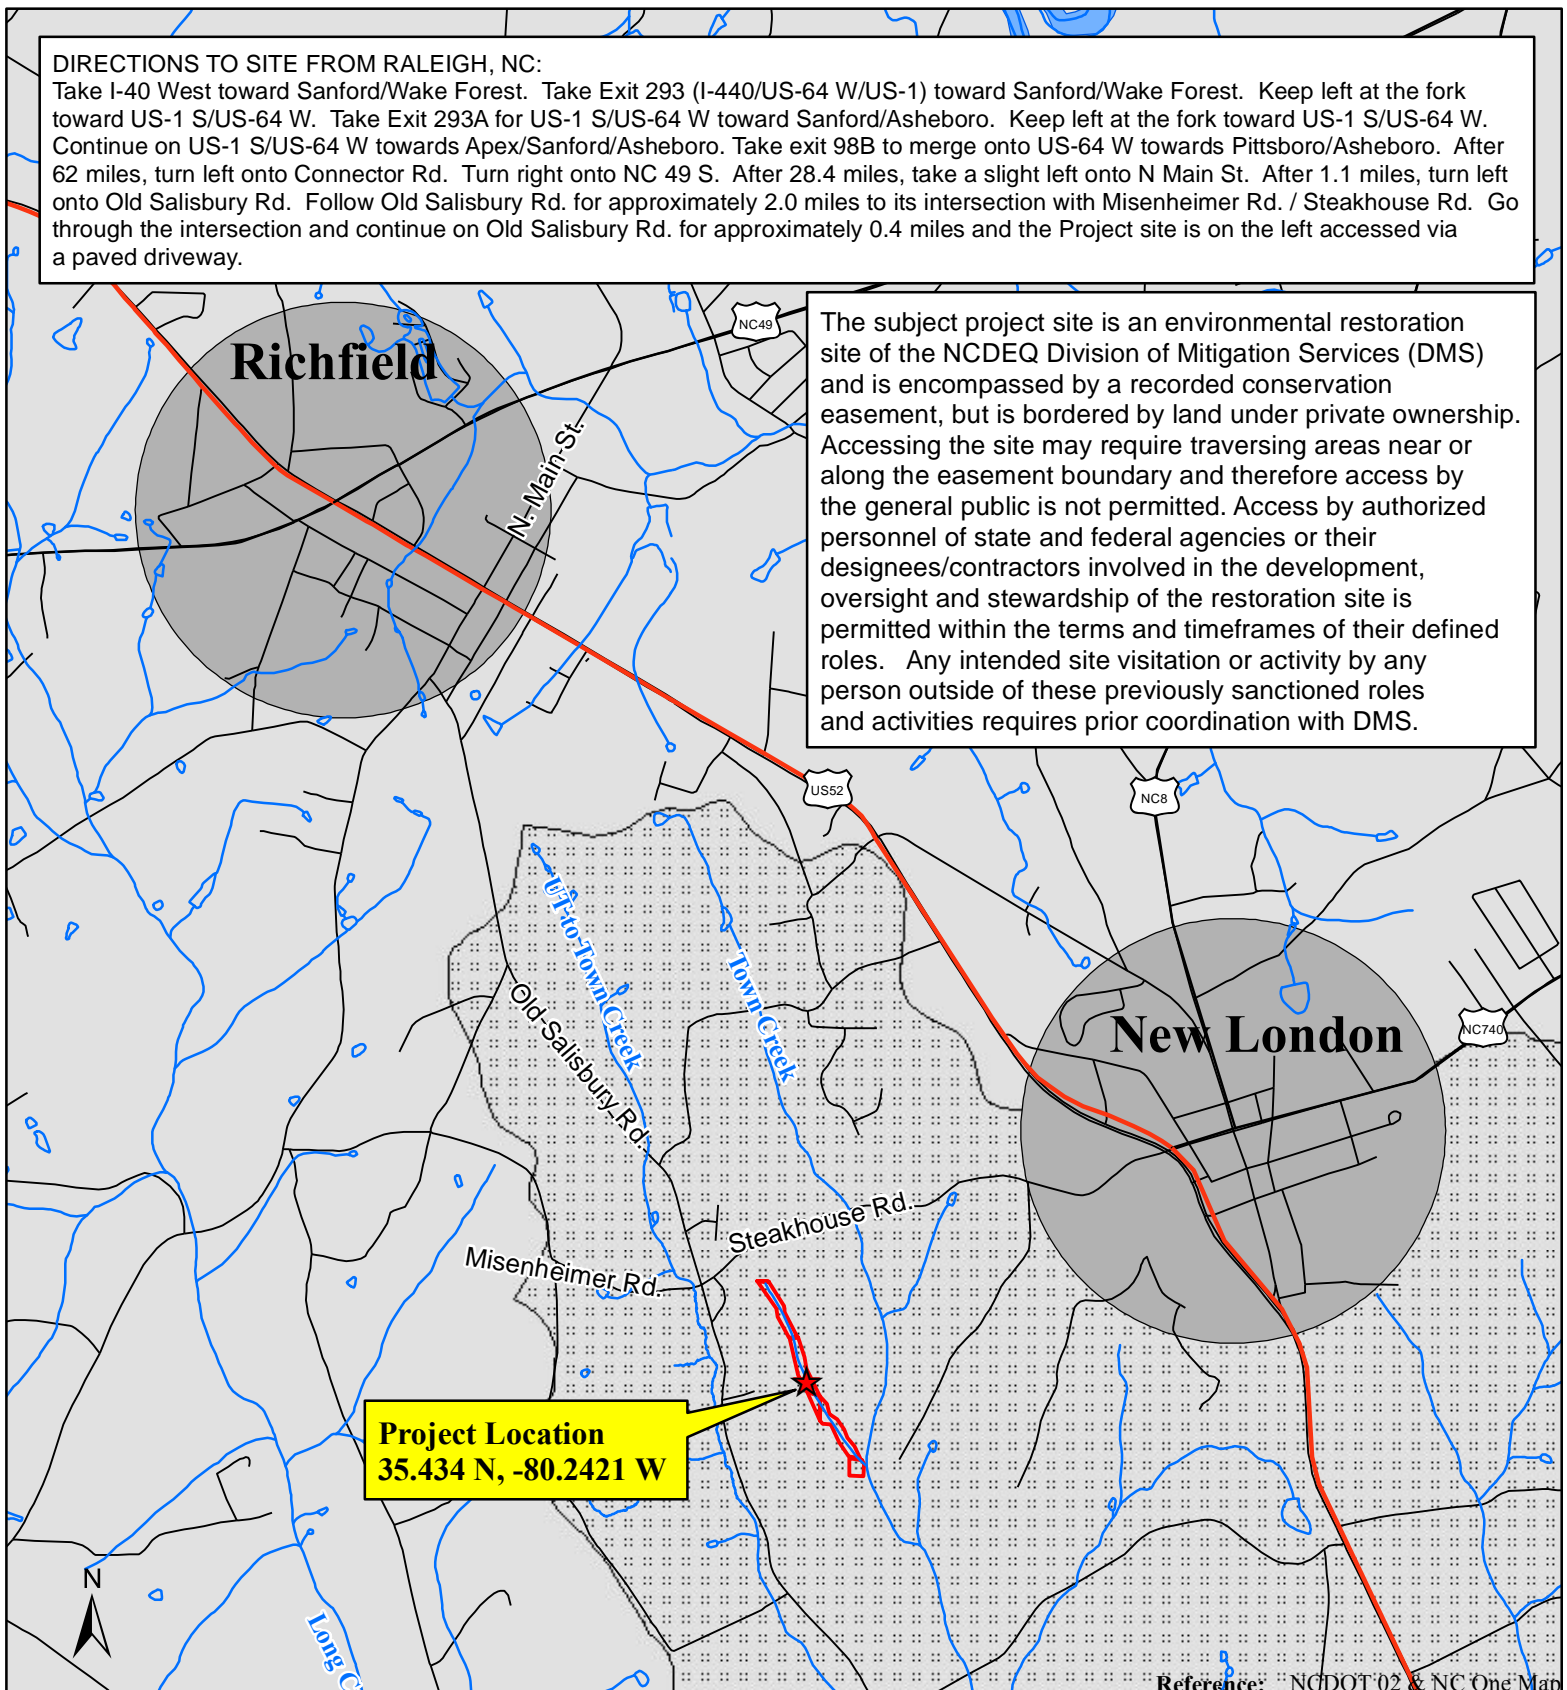 DIRECTIONS TO SITE FROM RALEIGH, NC:
Take I-40 West toward Sanford/Wake Forest. Take Exit 293 (I-440/US-64 W/US-1) toward Sanford/Wake Forest. Keep left at the fork
toward US-1 S/US-64 W. Take Exit 293A for US-1 S/US-64 W toward Sanford/Asheboro. Keep left at the fork toward US-1 S/US-64 W.
Continue on US-1 S/US-64 W towards Apex/Sanford/Asheboro. Take exit 98B to merge onto US-64 W towards Pittsboro/Asheboro. After
62 miles, turn left onto Connector Rd. Turn right onto NC 49 S. After 28.4 miles, take a slight left onto N Main St. After 1.1 miles, turn left
onto Old Salisbury Rd. Follow Old Salisbury Rd. for approximately 2.0 miles to its intersection with Misenheimer Rd. / Steakhouse Rd. Go
through the intersection and continue on Old Salisbury Rd. for approximately 0.4 miles and the Project site is on the left accessed via
a paved driveway.
The subject project site is an environmental restoration
site of the NCDEQ Division of Mitigation Services (DMS)
and is encompassed by a recorded conservation
easement, but is bordered by land under private ownership.
Accessing the site may require traversing areas near or
along the easement boundary and therefore access by
the general public is not permitted. Access by authorized
personnel of state and federal agencies or their
designees/contractors involved in the development,
oversight and stewardship of the restoration site is
permitted within the terms and timeframes of their defined
roles. Any intended site visitation or activity by any
person outside of these previously sanctioned roles
and activities requires prior coordination with DMS.
NC49
Richfield
N. Main St.
US52
NC8
UT to Town Creek
Town Creek
Old Salisbury Rd.
New London
NC740
Steakhouse Rd.
Misenheimer Rd.
Project Location
35.434 N, -80.2421 W
N
Long
Reference: NCDOT 02 & NC One Map